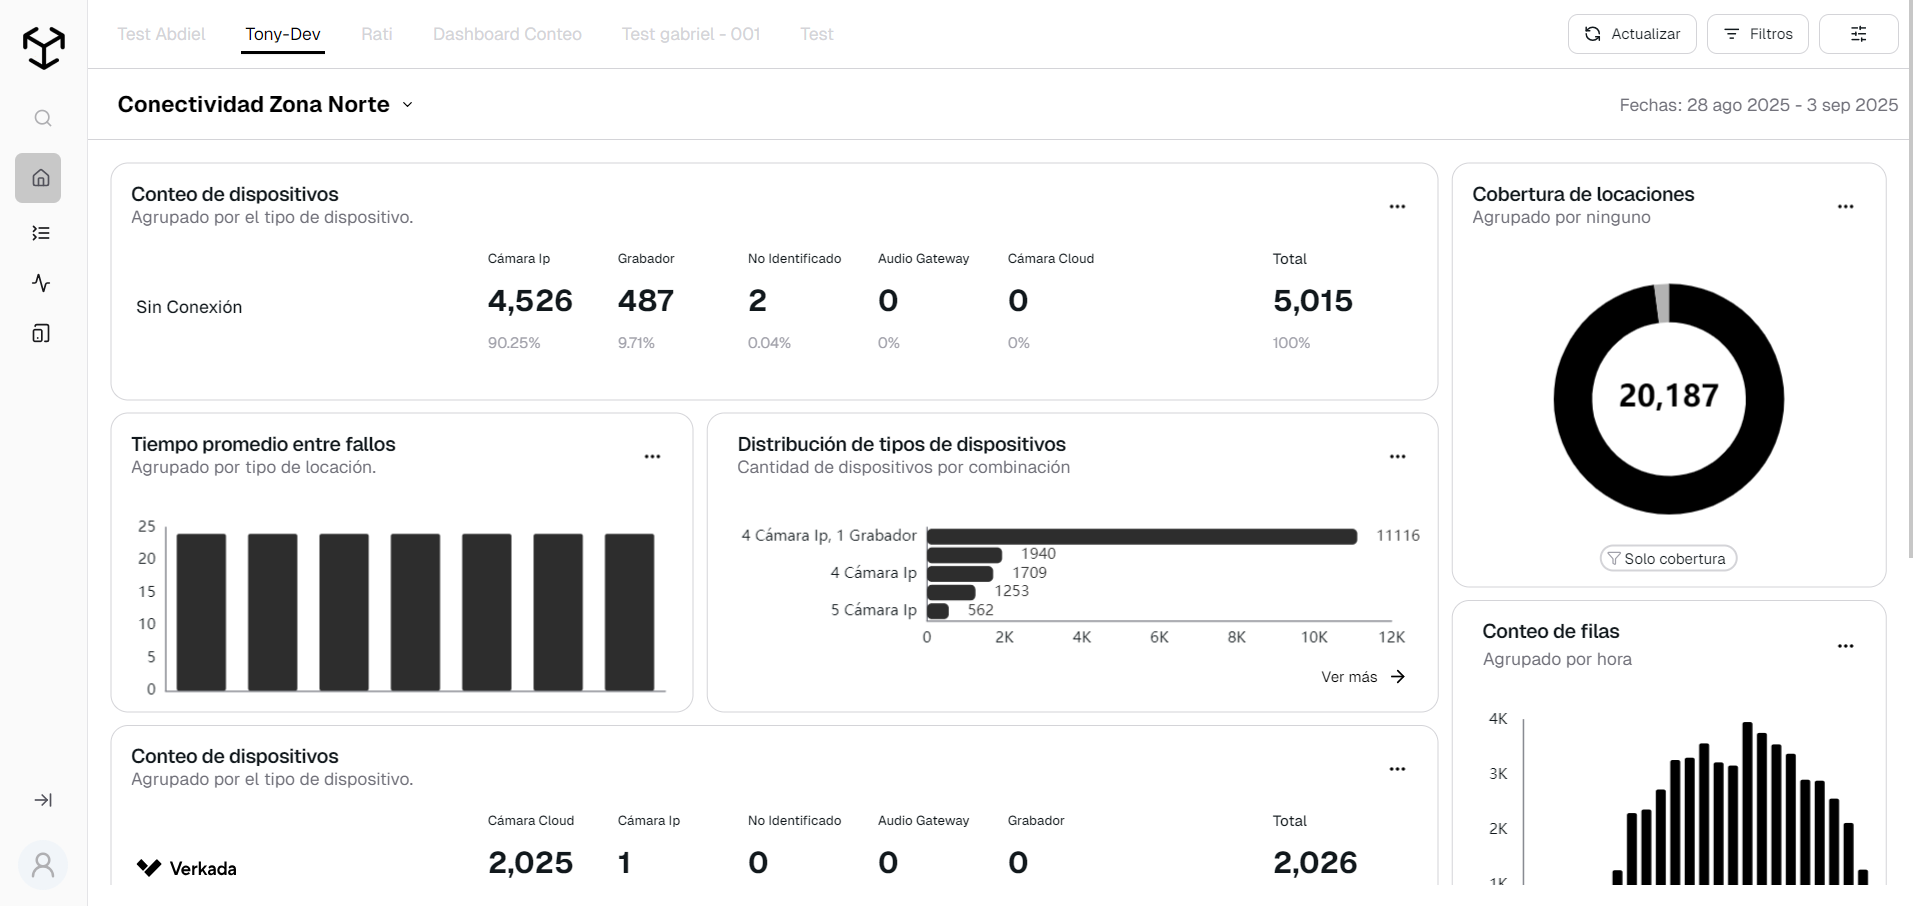 Test Abdiel Tony-Dev Rati Dashboard Conteo Test gabriel - 001 Test Actualizar Filtros
Conectividad Zona Norte Fechas: 28 ago 2025 - 3 sep 2025
Conteo de dispositivos
Agrupado por el tipo de dispositivo.
Cámara Ip Grabador No Identificado Audio Gateway Cámara Cloud Total
Sin Conexión 4,526 487 2 0 0 5,015
90.25% 9.71% 0.04% 0% 0% 100%
Cobertura de locaciones
Agrupado por ninguno
20,187
Solo cobertura
Tiempo promedio entre fallos
Agrupado por tipo de locación.
25
20
15
10
5
0
Distribución de tipos de dispositivos
Cantidad de dispositivos por combinación
4 Cámara Ip, 1 Grabador 11116
1940
4 Cámara Ip 1709
1253
5 Cámara Ip 562
0 2K 4K 6K 8K 10K 12K
Ver más
Conteo de filas
Agrupado por hora
4K
3K
2K
1K
Conteo de dispositivos
Agrupado por el tipo de dispositivo.
Cámara Cloud Cámara Ip No Identificado Audio Gateway Grabador Total
Verkada 2,025 1 0 0 0 2,026